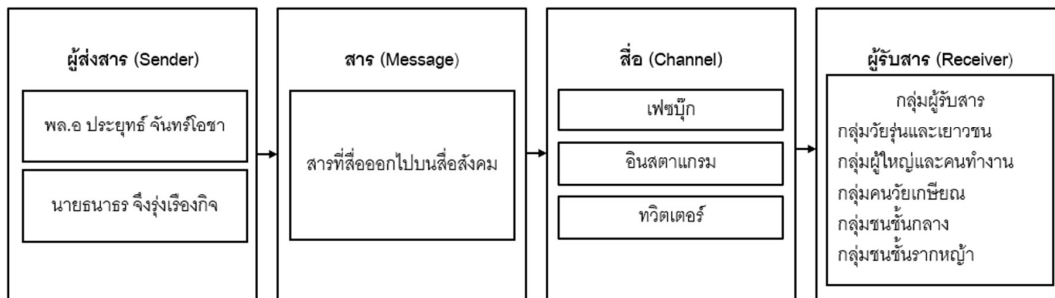 ผู้ส่งสาร (Sender)
พล.อ ประยุทธ์ จันทร์โอชา
นายธนาธร จึงรุ่งเรืองกิจ
สาร (Message)
สารที่สื่อออกไปบนสื่อสังคม
สื่อ (Channel)
เฟซบุ๊ก
อินสตาแกรม
ทวิตเตอร์
ผู้รับสาร (Receiver)
กลุ่มผู้รับสาร
กลุ่มวัยรุ่นและเยาวชน
กลุ่มผู้ใหญ่และคนทำงาน
กลุ่มคนวัยเกษียณ
กลุ่มชนชั้นกลาง
กลุ่มชนชั้นรากหญ้า